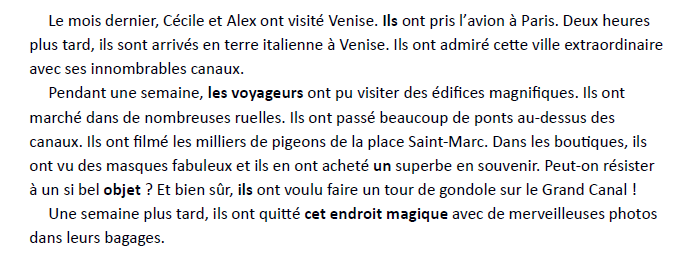 Le mois dernier, Cécile et Alex ont visité Venise. Ils ont pris l’avion à Paris. Deux heures
plus tard, ils sont arrivés en terre italienne à Venise. Ils ont admiré cette ville extraordinaire
avec ses innombrables canaux.
Pendant une semaine, les voyageurs ont pu visiter des édifices magnifiques. Ils ont
marché dans de nombreuses ruelles. Ils ont passé beaucoup de ponts au-dessus des
canaux. Ils ont filmé les milliers de pigeons de la place Saint-Marc. Dans les boutiques, ils
ont vu des masques fabuleux et ils en ont acheté un superbe en souvenir. Peut-on résister
à un si bel objet ? Et bien sûr, ils ont voulu faire un tour de gondole sur le Grand Canal !
Une semaine plus tard, ils ont quitté cet endroit magique avec de merveilleuses photos
dans leurs bagages.